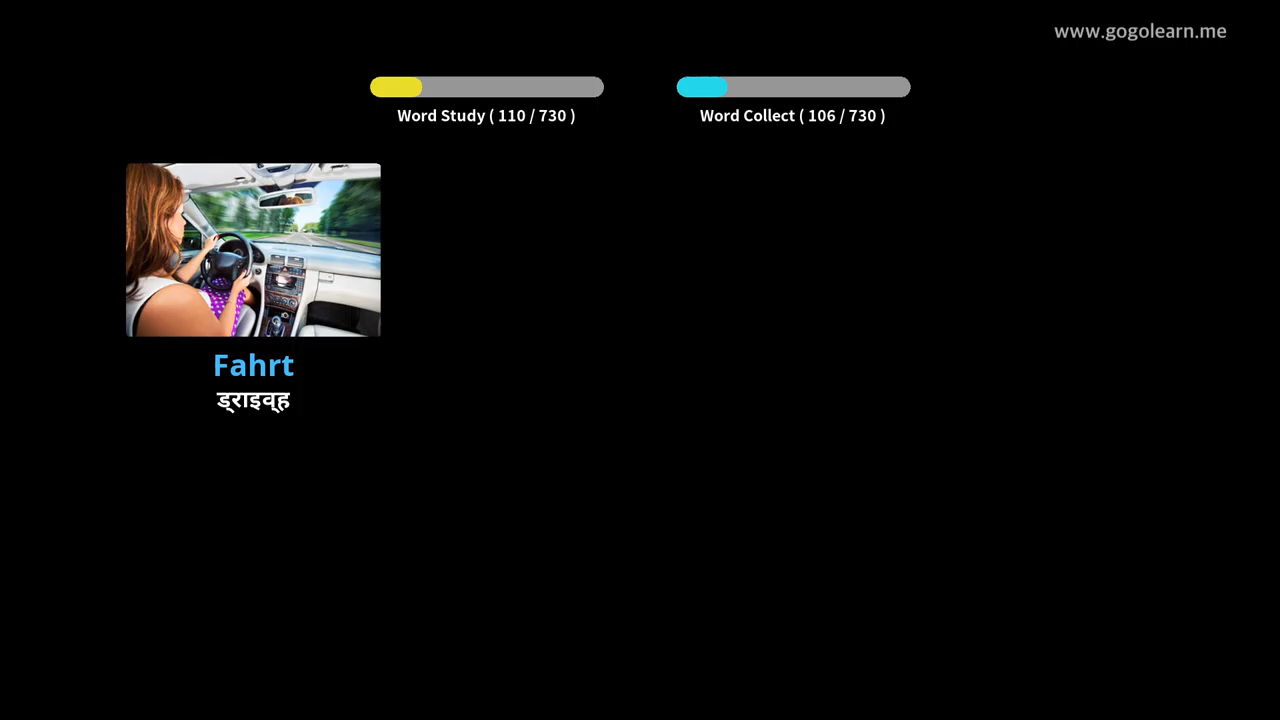 www.gogolearn.me
Word Study ( 110 / 730 )
Word Collect ( 106 / 730 )
Fahrt
ड्राइव्ह